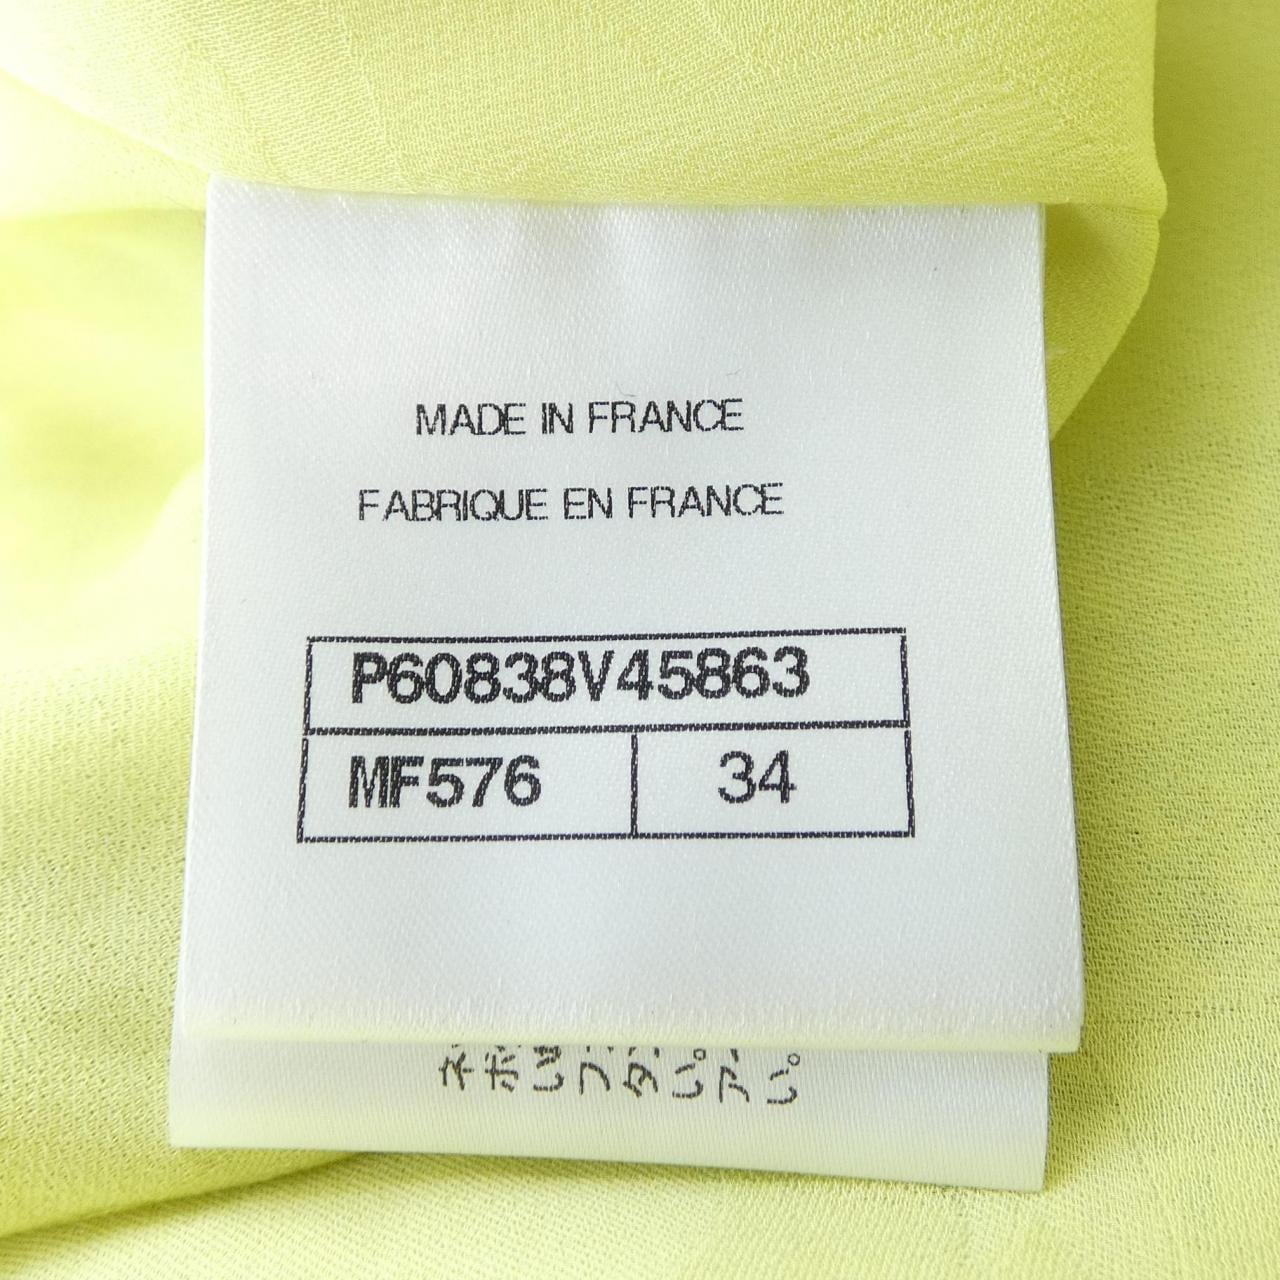 MADE IN FRANCE
FABRIQUE EN FRANCE
P60838V45863
MF576 34